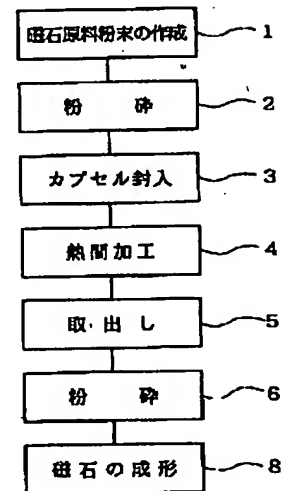 磁石原料粉末の作成 1
粉 砕 2
カプセル封入 3
熱間加工 4
取出し 5
粉 砕 6
磁石の成形 8